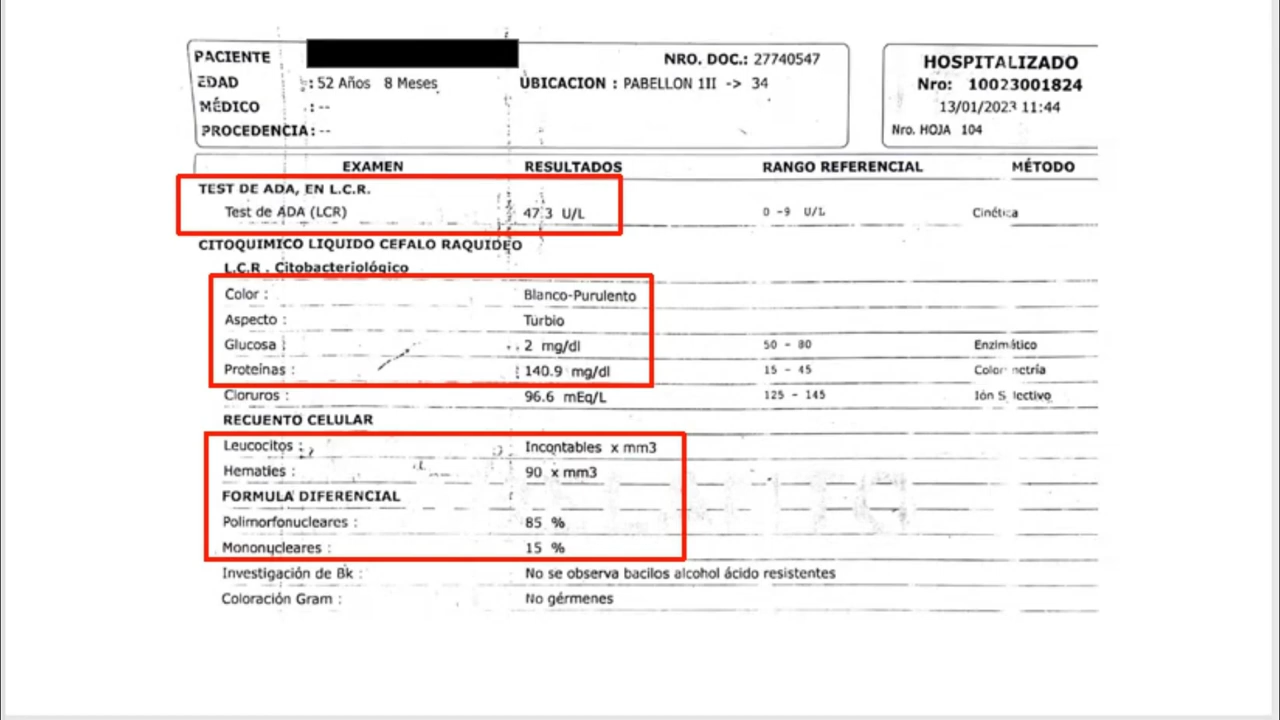 PACIENTE NRO. DOC.: 27740547
EDAD : 52 Años 8 Meses UBICACION : PABELLON 1II -> 34
MÉDICO : --
PROCEDENCIA: --
HOSPITALIZADO
Nro: 10023001824
13/01/2023 11:44
Nro. HOJA 104
EXAMEN RESULTADOS RANGO REFERENCIAL MÉTODO
TEST DE ADA, EN L.C.R.
Test de ADA (LCR) 47.3 U/L 0 -9 U/L Cinética
CITOQUIMICO LIQUIDO CEFALO RAQUIDEO
L.C.R . Citobacteriológico
Color : Blanco-Purulento
Aspecto : Turbio
Glucosa : 2 mg/dl 50 - 80 Enzimático
Proteínas : 140.9 mg/dl 15 - 45 Colorimetría
Cloruros : 96.6 mEq/L 125 - 145 Ión Selectivo
RECUENTO CELULAR
Leucocitos : Incontables x mm3
Hematies : 90 x mm3
FORMULA DIFERENCIAL
Polimorfonucleares : 85 %
Mononucleares : 15 %
Investigación de Bk : No se observa bacilos alcohol ácido resistentes
Coloración Gram : No gérmenes